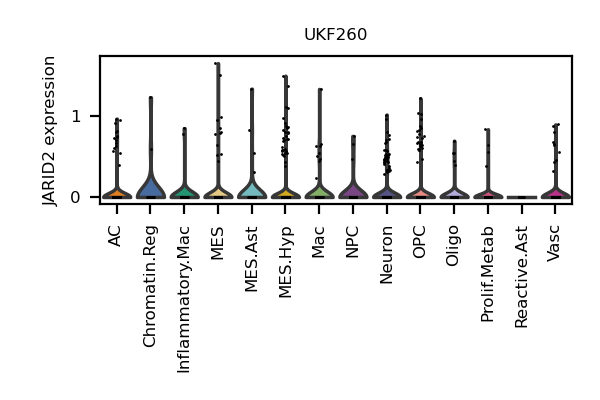 UKF260
JARID2 expression
1
0
AC
Chromatin.Reg
Inflammatory.Mac
MES
MES.Ast
MES.Hyp
Mac
NPC
Neuron
OPC
Oligo
Prolif.Metab
Reactive.Ast
Vasc